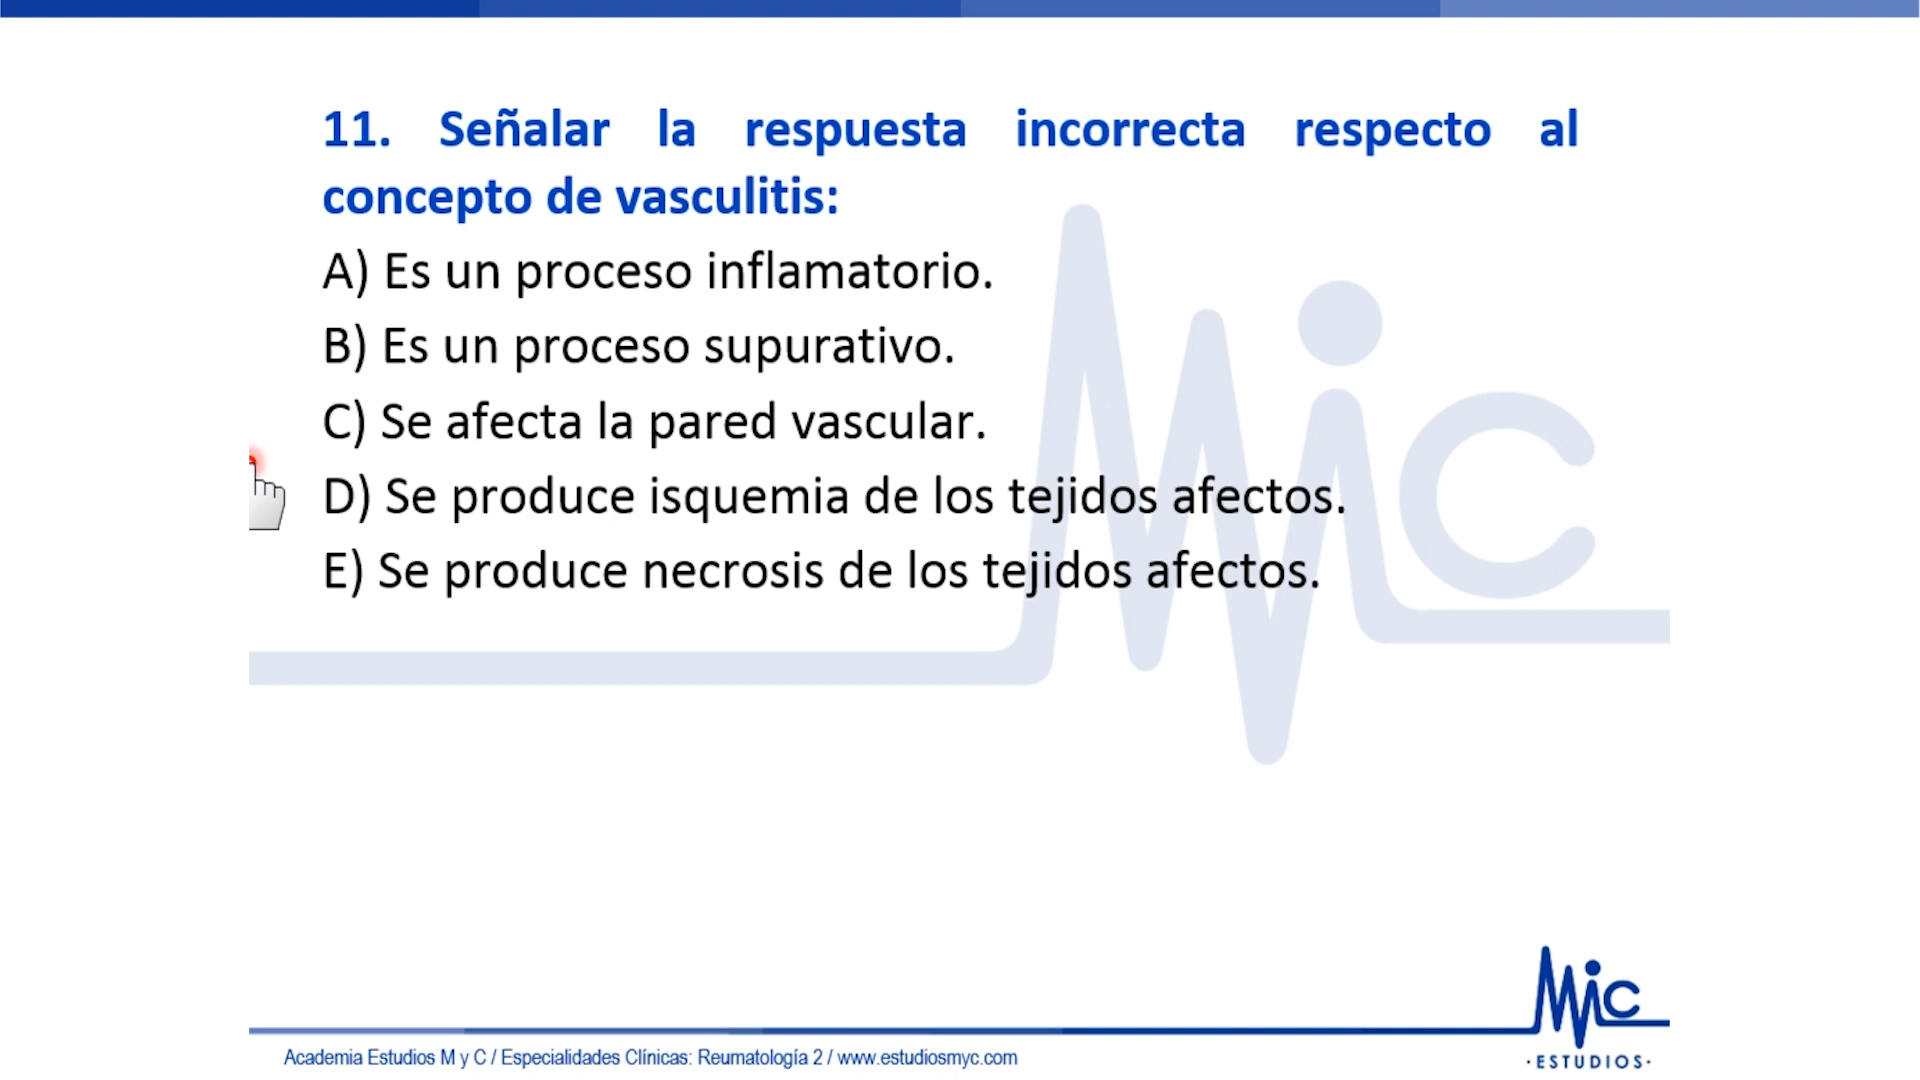 11. Señalar la respuesta incorrecta respecto al
concepto de vasculitis:
A) Es un proceso inflamatorio.
B) Es un proceso supurativo.
C) Se afecta la pared vascular.
D) Se produce isquemia de los tejidos afectos.
E) Se produce necrosis de los tejidos afectos.
MiC
MiC
·ESTUDIOS·
Academia Estudios M y C / Especialidades Clínicas: Reumatología 2 / www.estudiosmyc.com